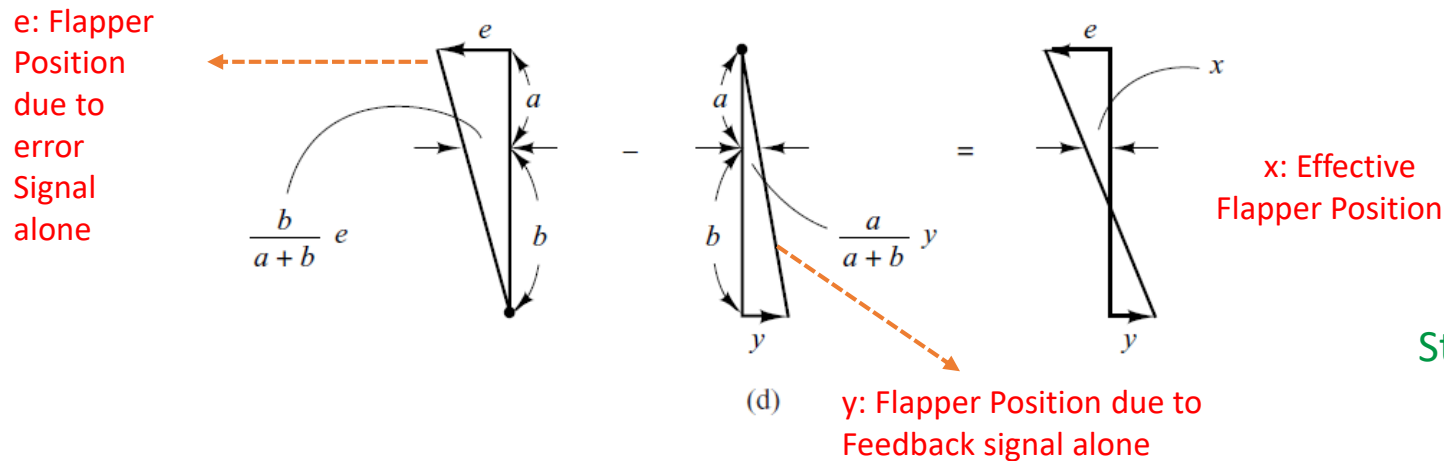 e: Flapper
Position
due to
error
Signal
alone
e
a
b
b
a + b
e
–
a
b
a
a + b
y
y
=
e
x
y
x: Effective
Flapper Position
St
(d)
y: Flapper Position due to
Feedback signal alone